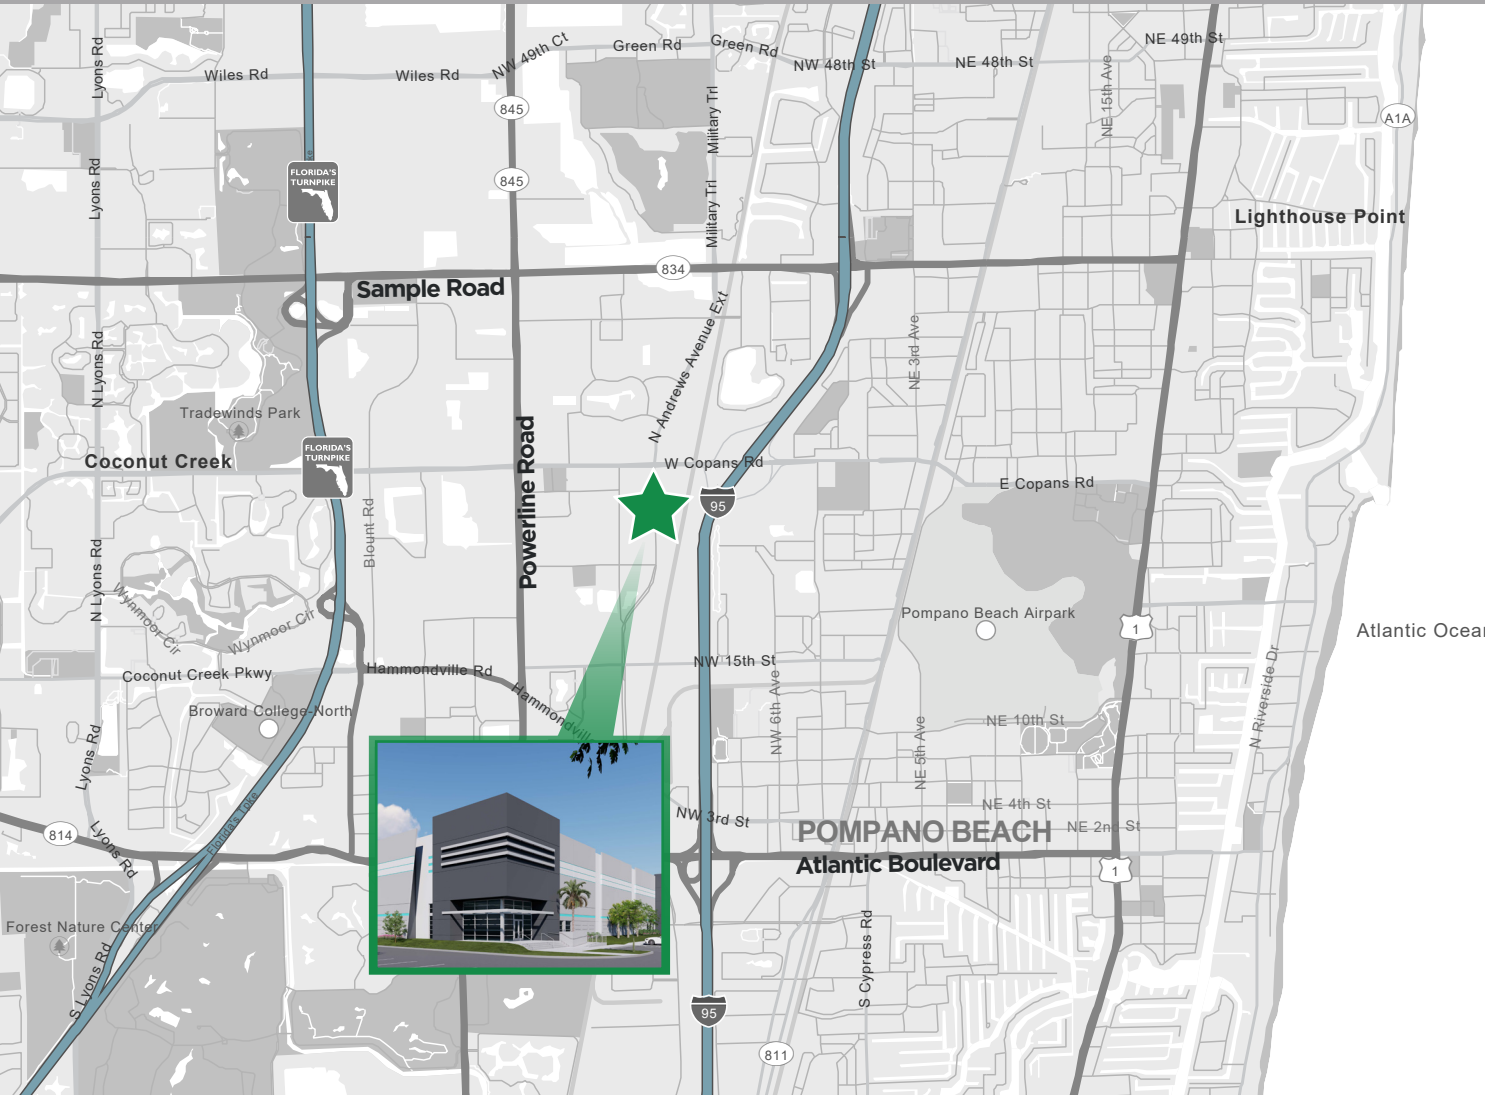 NE 49th St
Lyons Rd
Green Rd
Green Rd
NW 49th Ct
NW 48th St
NE 48th St
Wiles Rd
Wiles Rd
NE 15th Ave
845
Military Trl
A1A
FLORIDA'S
TURNPIKE
845
Lyons Rd
Military Trl
Lighthouse Point
834
Sample Road
N Andrews Avenue Ext
N Lyons Rd
NE 3rd Ave
Tradewinds Park
FLORIDA'S
TURNPIKE
Coconut Creek
W Copans Rd
E Copans Rd
Powerline Road
95
Blount Rd
N Lyons Rd
Wynmoor Cir
Wynmoor Cir
Pompano Beach Airpark
1
Atlantic Ocean
NW 15th St
Hammondville Rd
Coconut Creek Pkwy
N Riverside Dr
Broward College-North
Hammondvill
NW 6th Ave
NE 10th St
NE 5th Ave
Lyons Rd
Florida's Tpke
NE 4th St
NW 3rd St
POMPANO BEACH
NE 2nd St
814
Lyons Rd
Atlantic Boulevard
1
Forest Nature Center
S Cypress Rd
S Lyons Rd
95
811